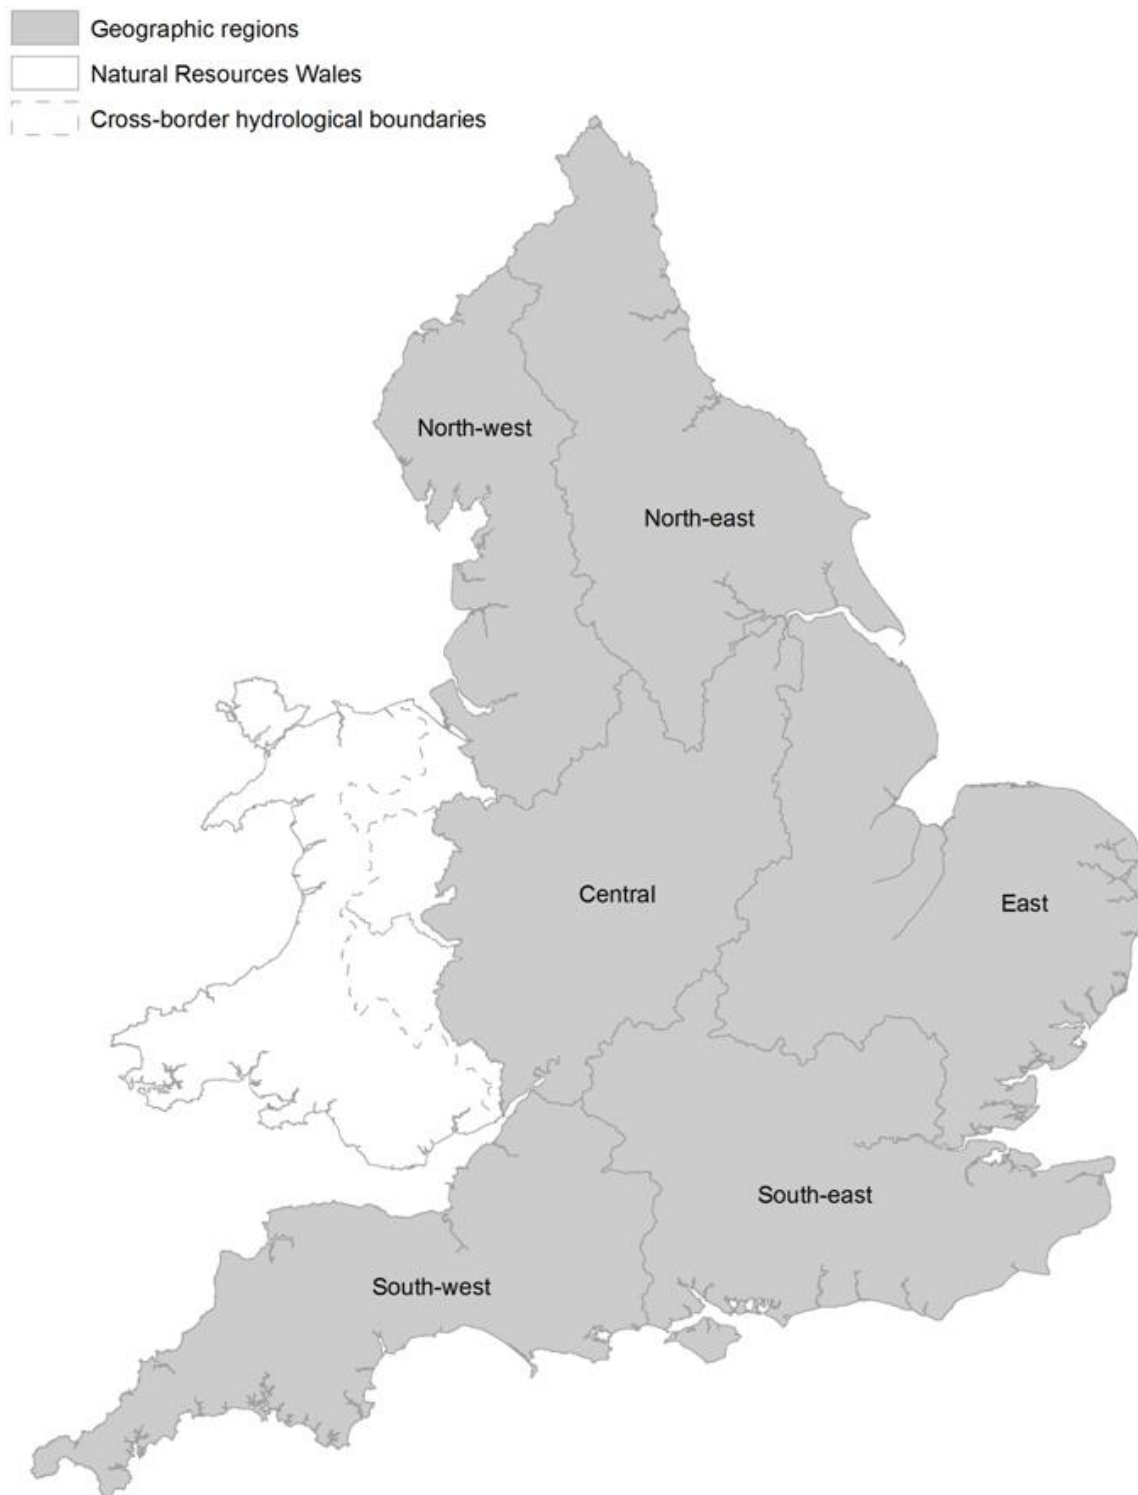 Geographic regions
Natural Resources Wales
Cross-border hydrological boundaries
North-west
North-east
Central
East
South-east
South-west